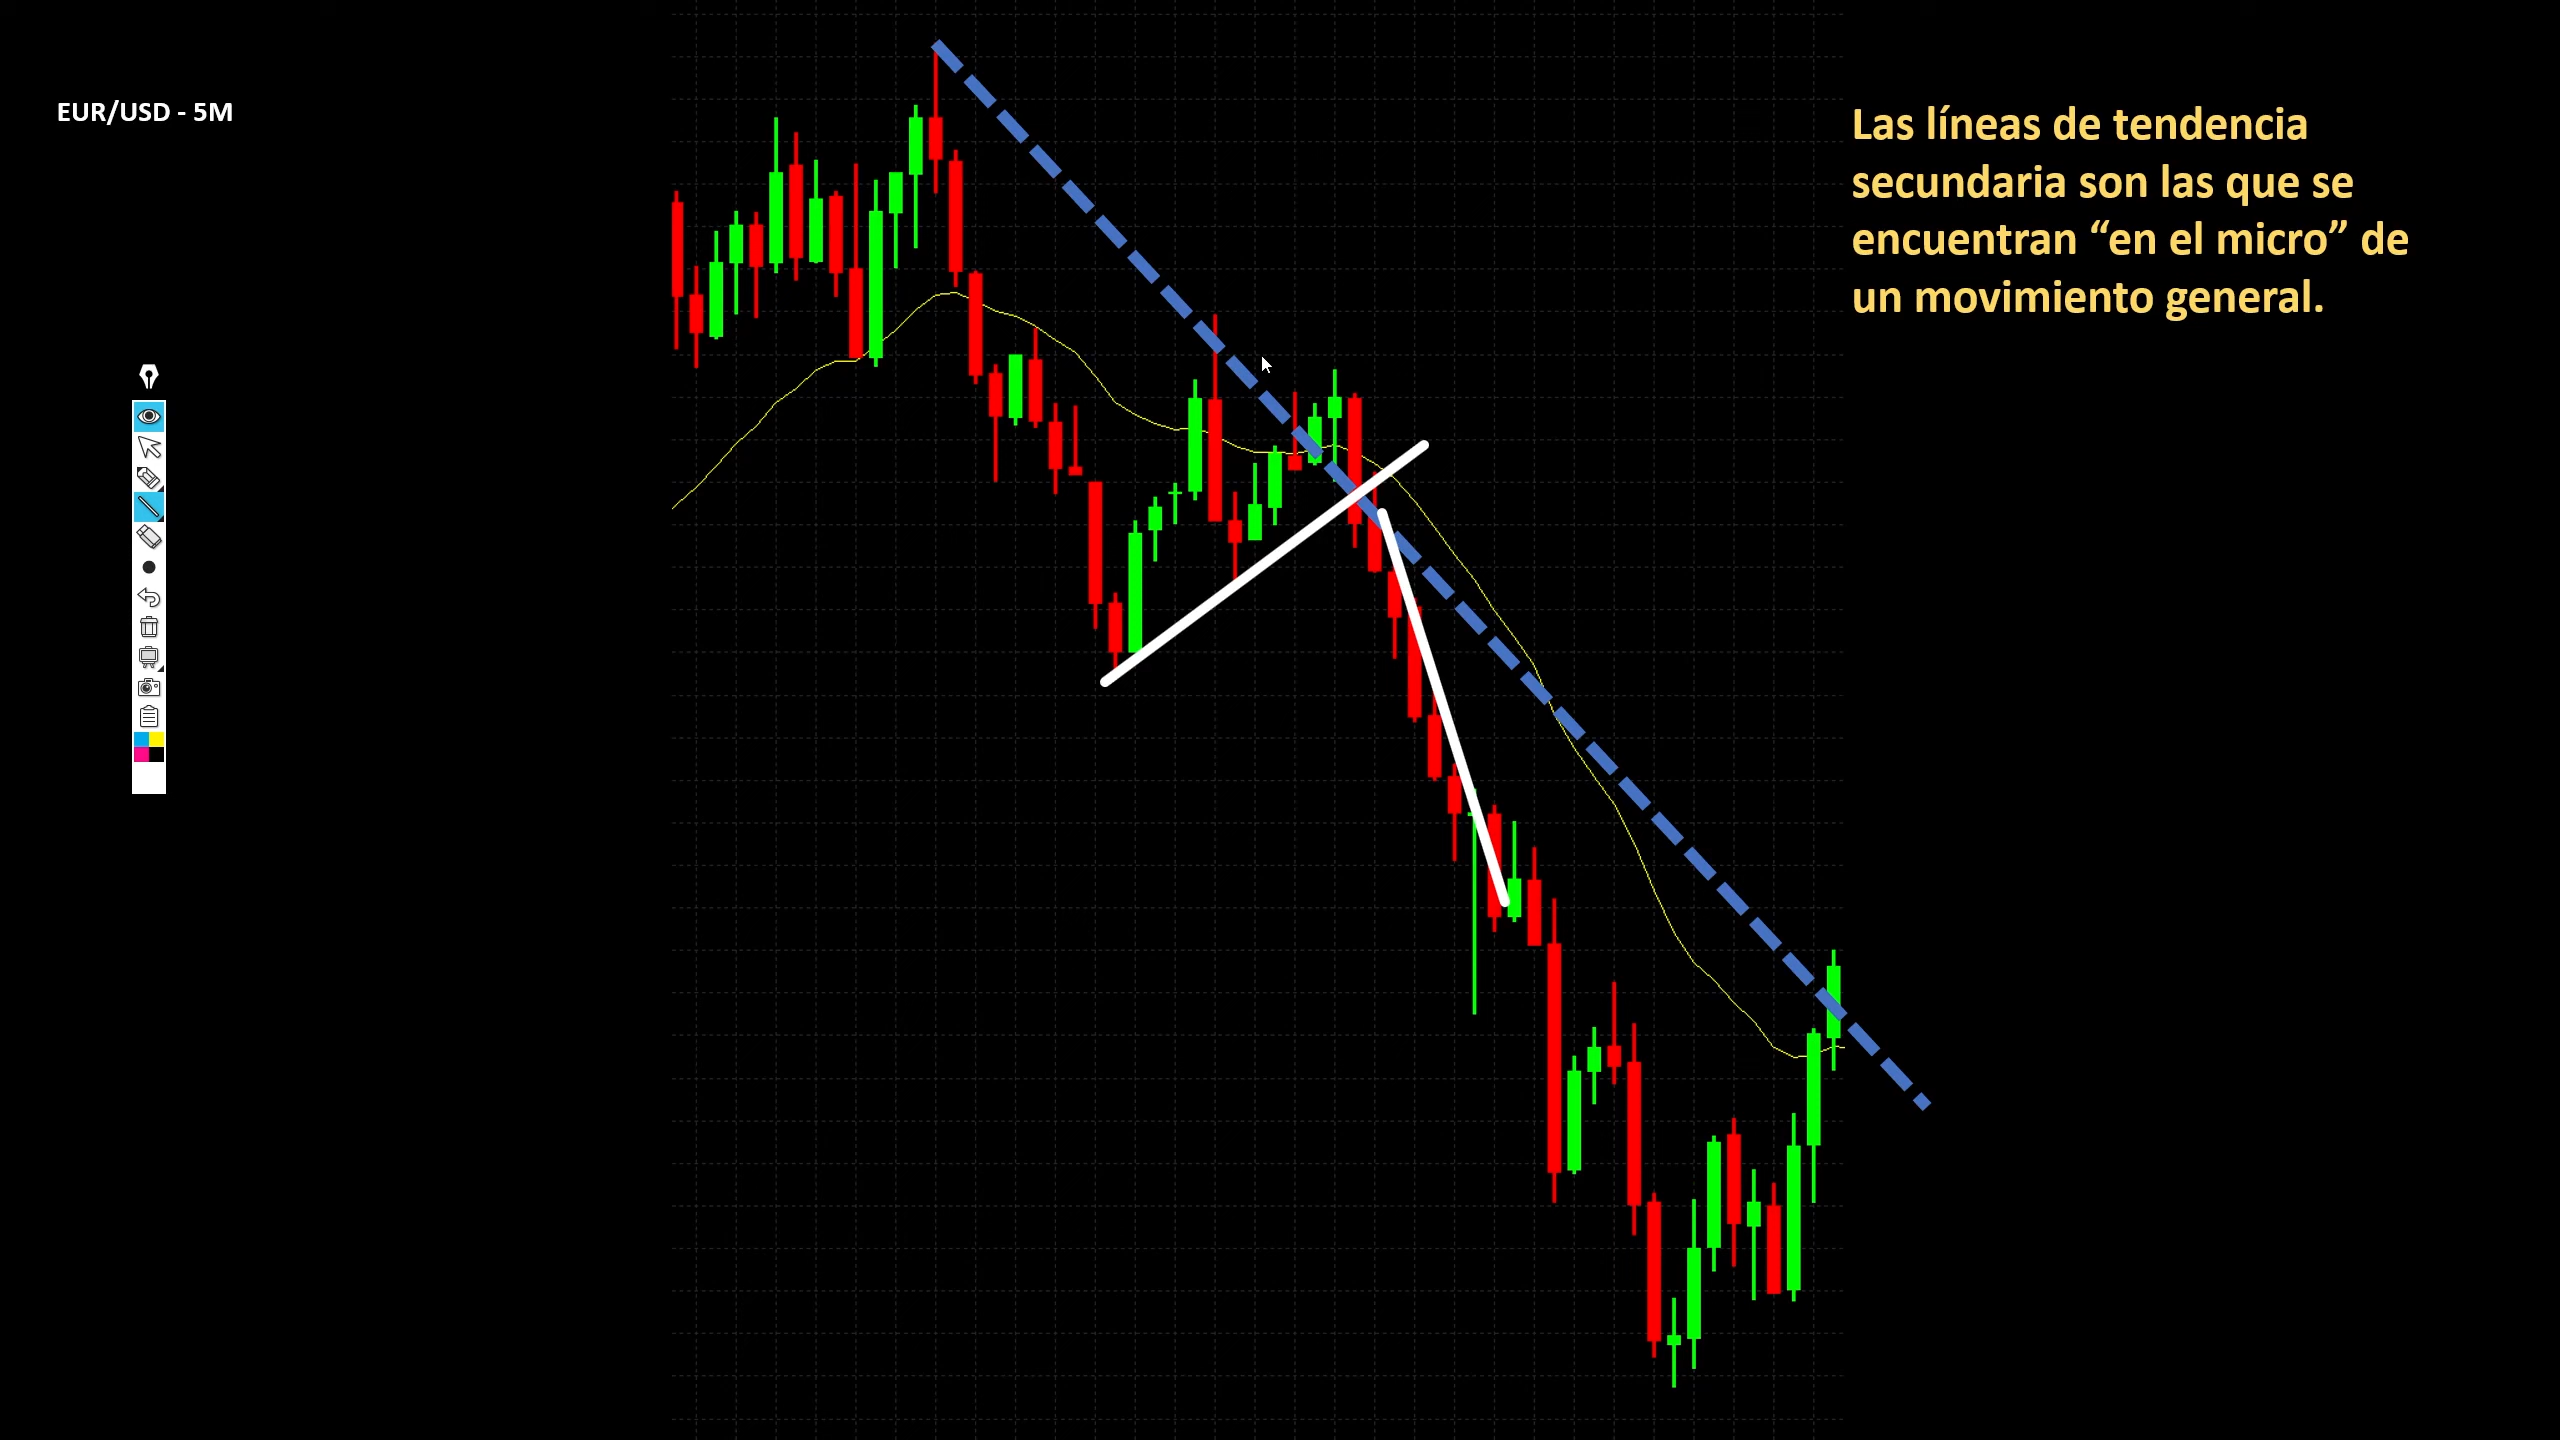 EUR/USD - 5M
Las líneas de tendencia
secundaria son las que se
encuentran “en el micro” de
un movimiento general.